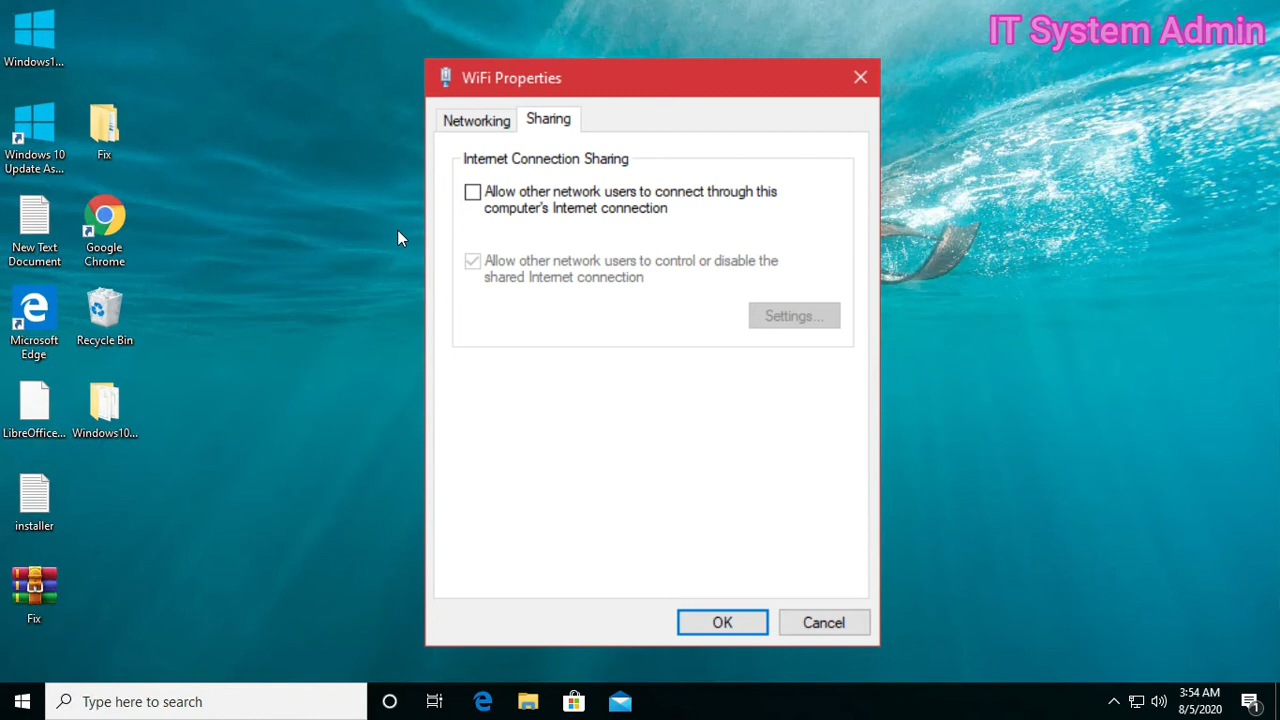 IT System Admin
Windows1...
Windows 10
Update As...
Fix
New Text
Document
Google
Chrome
Microsoft
Edge
Recycle Bin
LibreOffice...
Windows10...
installer
Fix
WiFi Properties
Networking
Sharing
Internet Connection Sharing
Allow other network users to connect through this
computer's Internet connection
Allow other network users to control or disable the
shared Internet connection
Settings...
OK
Cancel
Type here to search
3:54 AM
8/5/2020
1